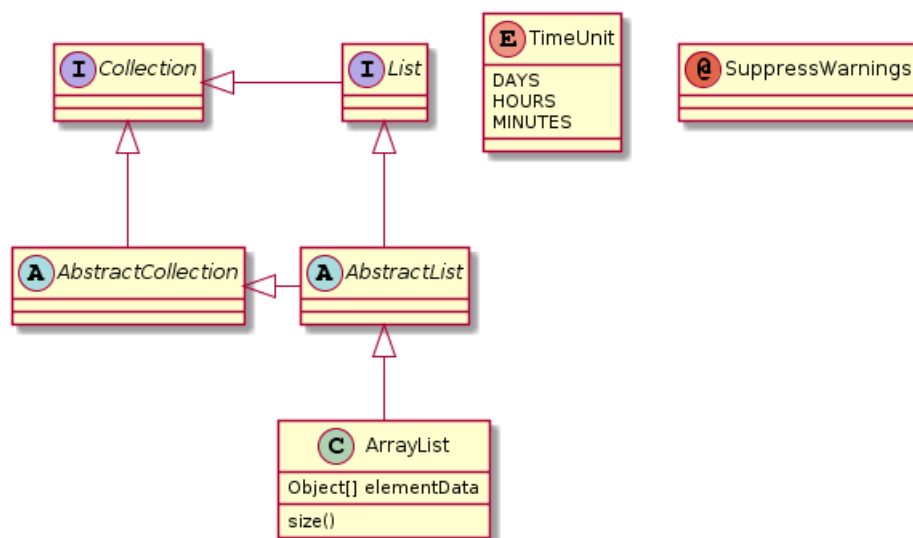 I Collection
I List
E TimeUnit
DAYS
HOURS
MINUTES
@ SuppressWarnings
A AbstractCollection
A AbstractList
C ArrayList
Object[] elementData
size()